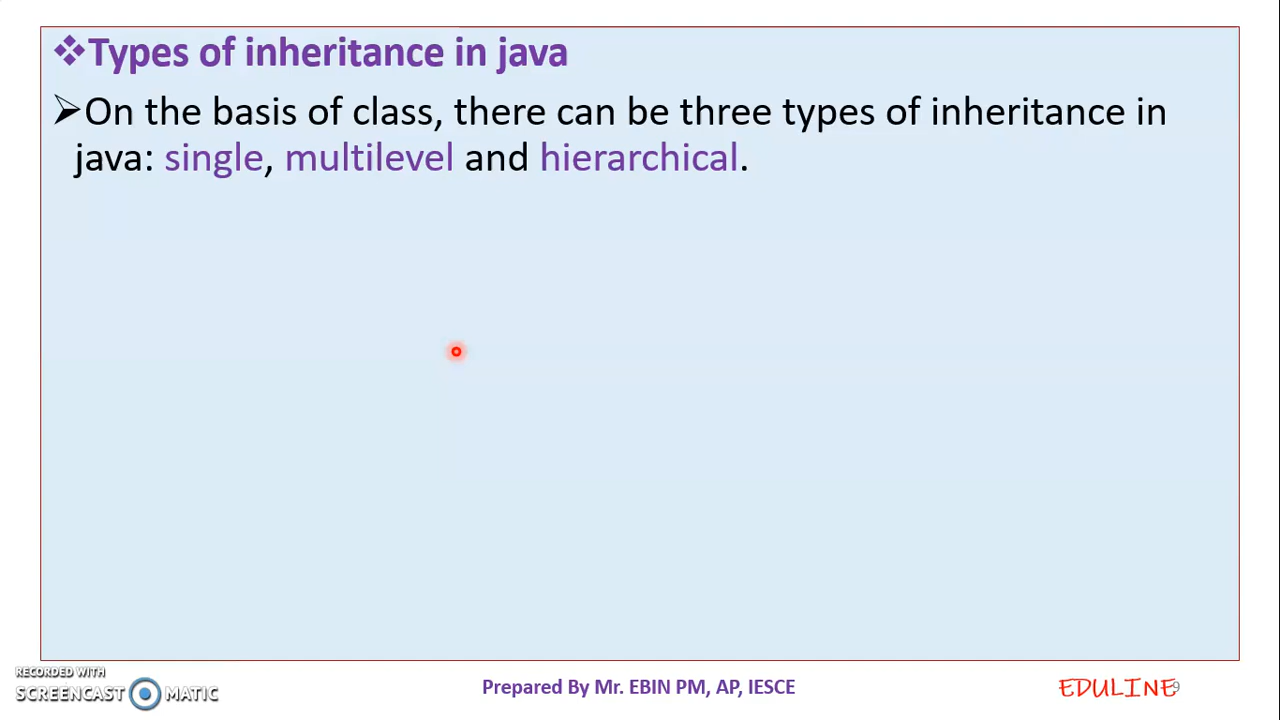 ❖Types of inheritance in java
➢On the basis of class, there can be three types of inheritance in
java: single, multilevel and hierarchical.
RECORDED WITH
SCREENCAST MATIC
Prepared By Mr. EBIN PM, AP, IESCE
EDULINE 9